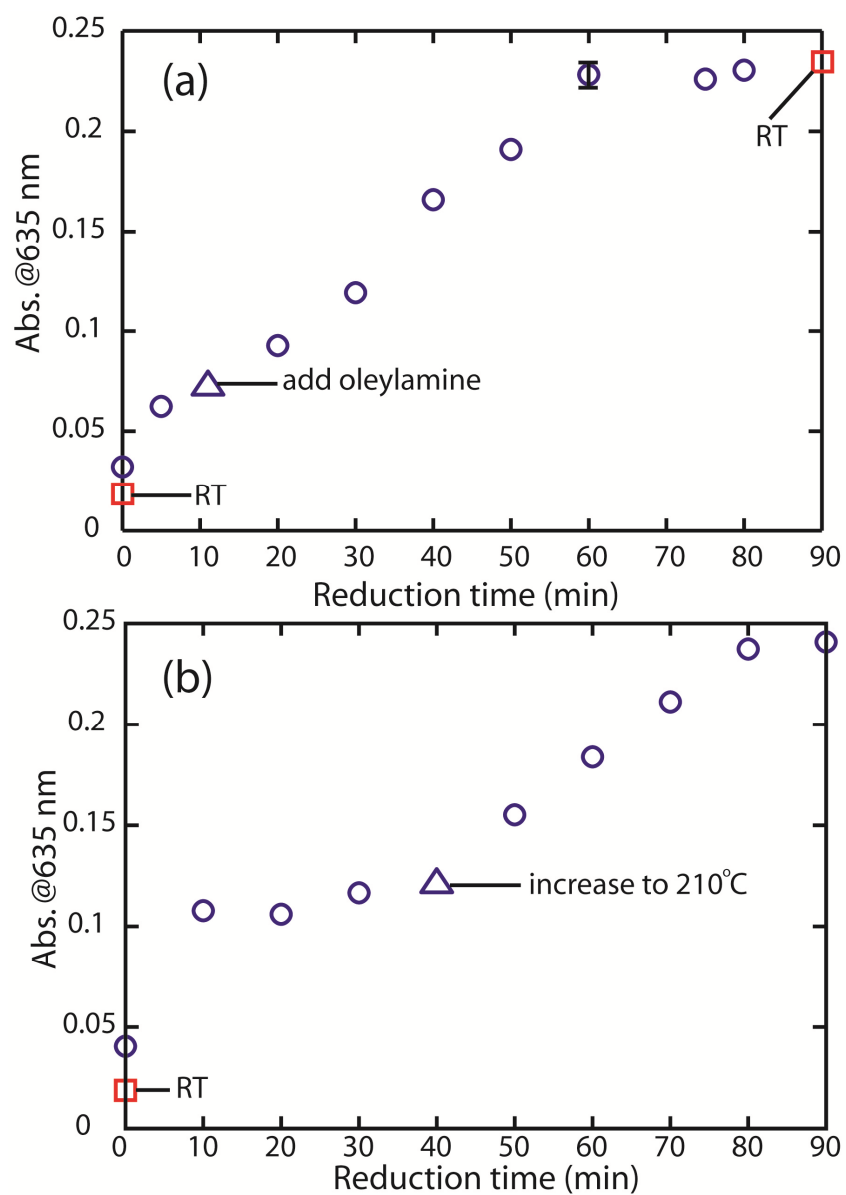 0.25
(a)
0.2
RT
0.15
Abs. @635 nm
0.1
add oleylamine
0.05
RT
0
0 10 20 30 40 50 60 70 80 90
Reduction time (min)
0.25
(b)
0.2
0.15
Abs. @635 nm
increase to 210°C
0.1
0.05
RT
0
0 10 20 30 40 50 60 70 80 90
Reduction time (min)